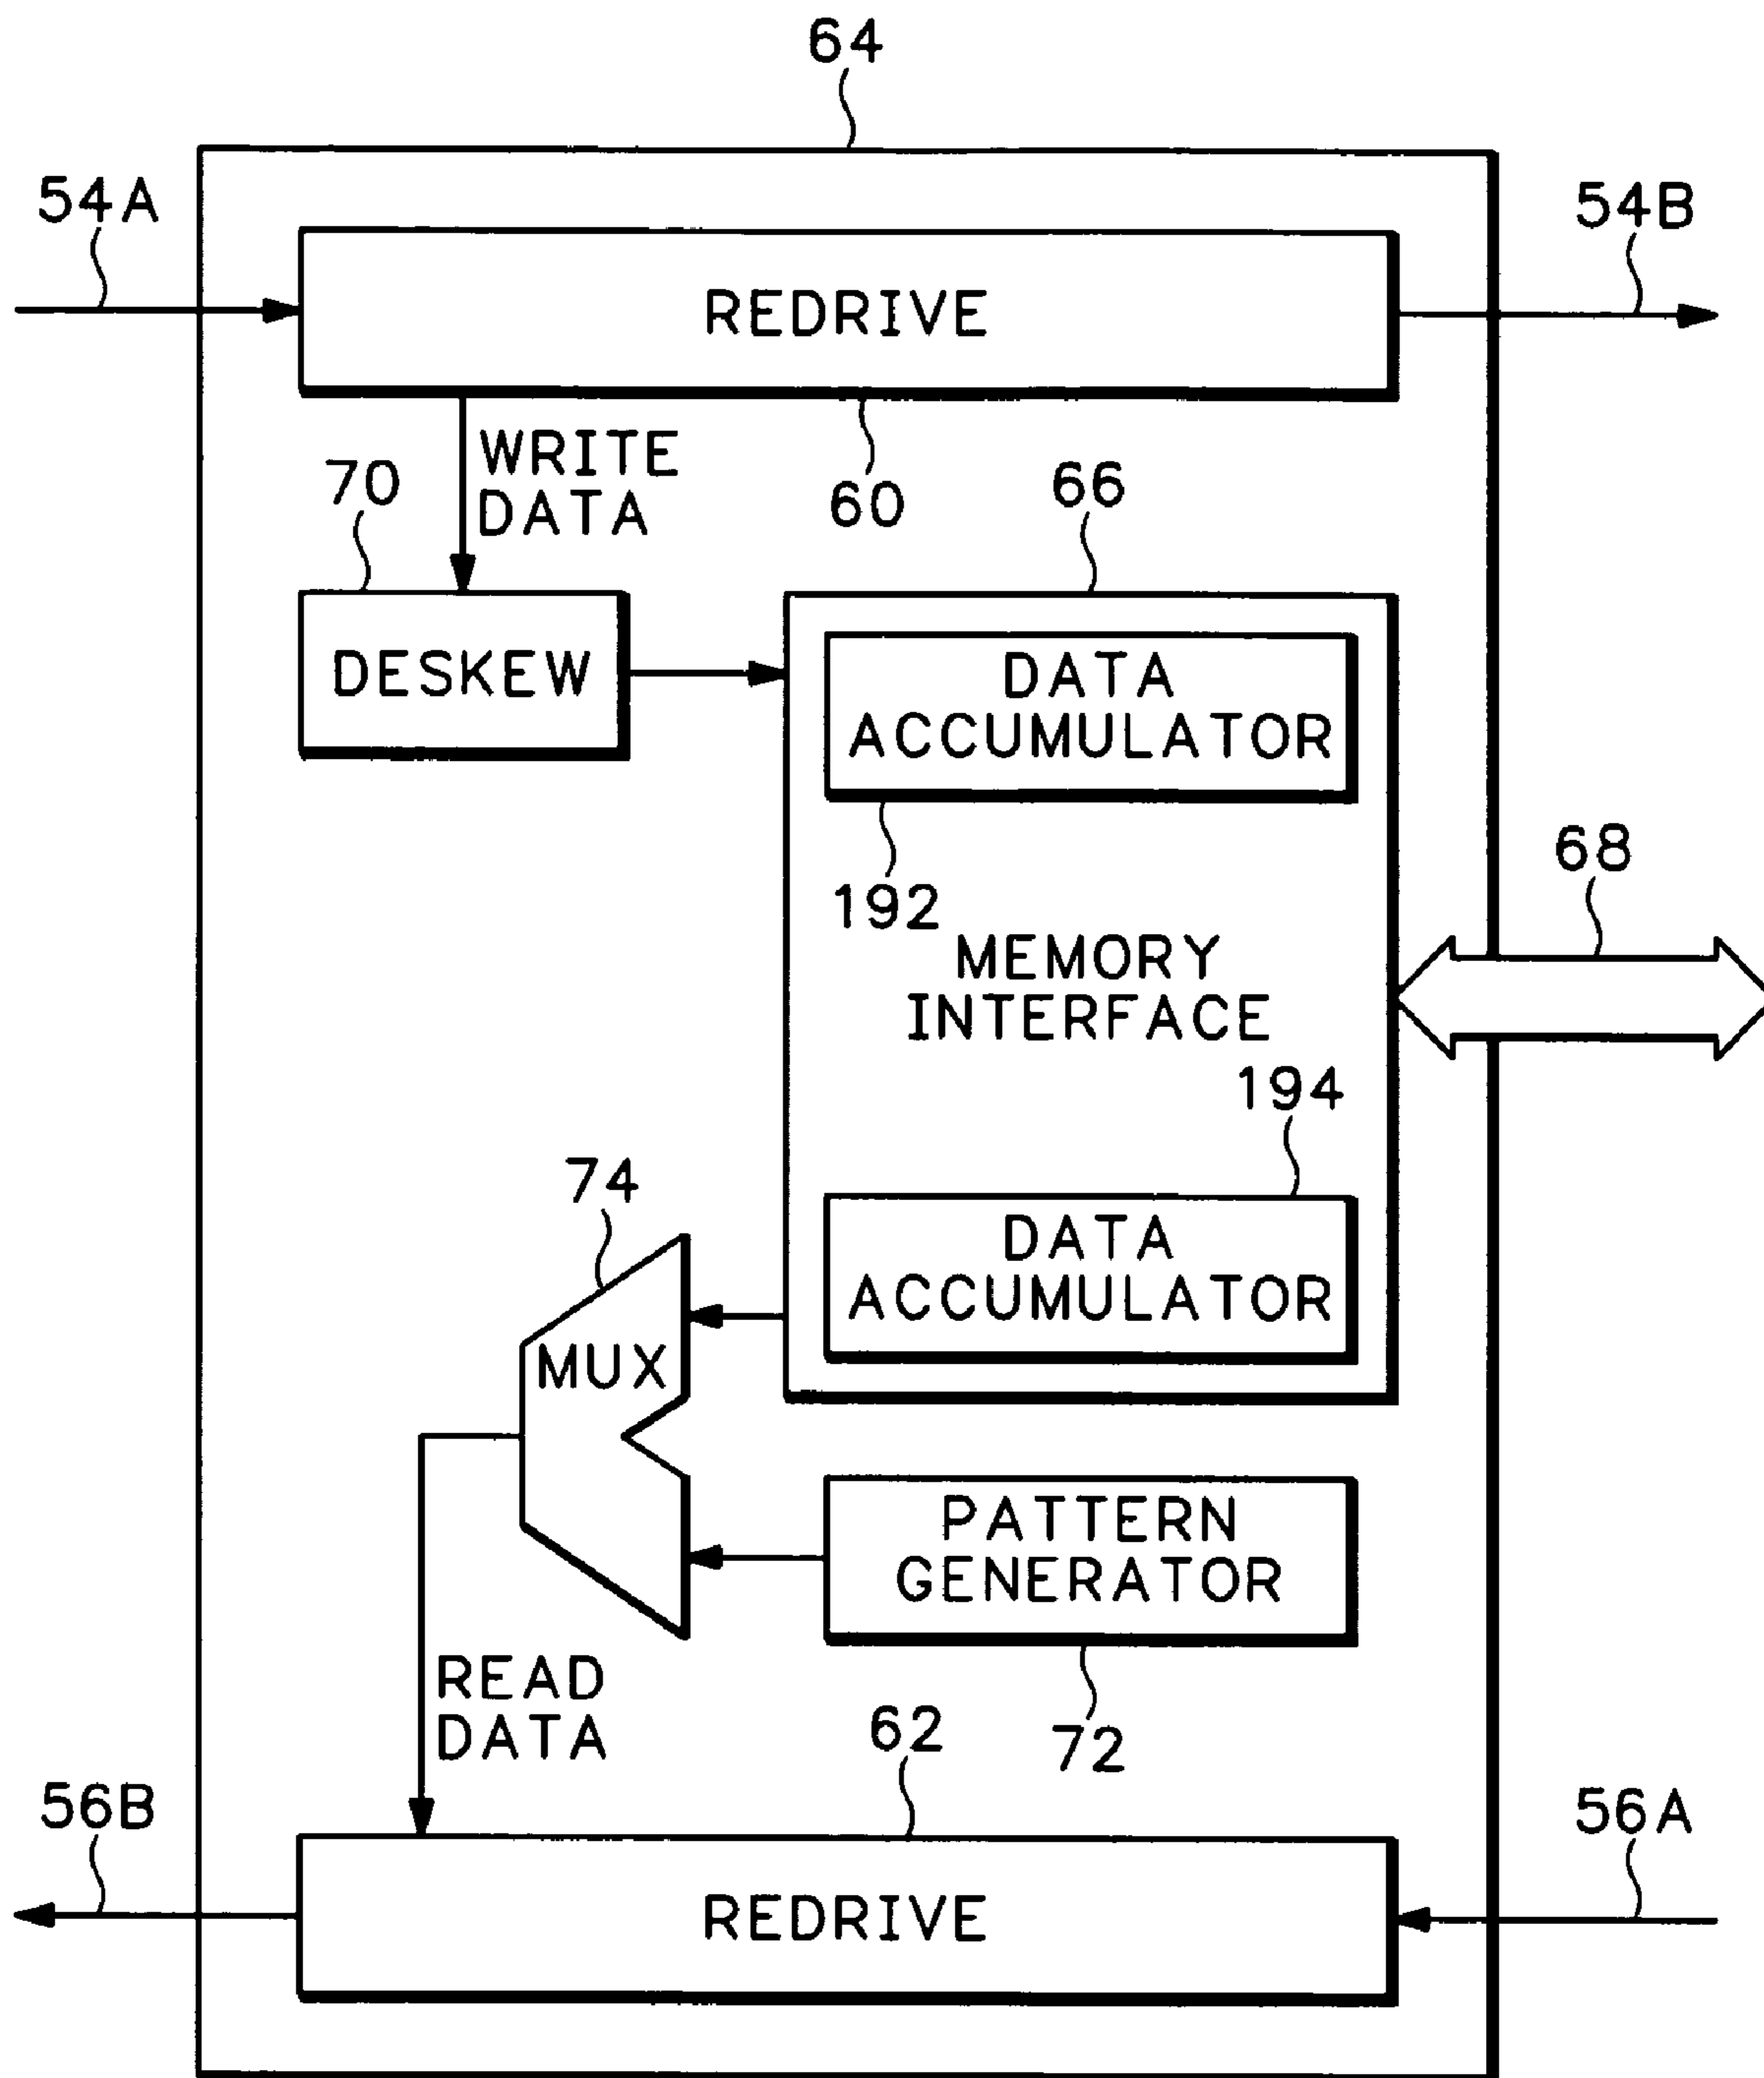 64
54A
54B
REDRIVE
WRITE
DATA
60
70
66
DESKEW
DATA
ACCUMULATOR
192
68
MEMORY
INTERFACE
194
74
DATA
ACCUMULATOR
MUX
PATTERN
GENERATOR
READ
DATA
62
72
56B
56A
REDRIVE